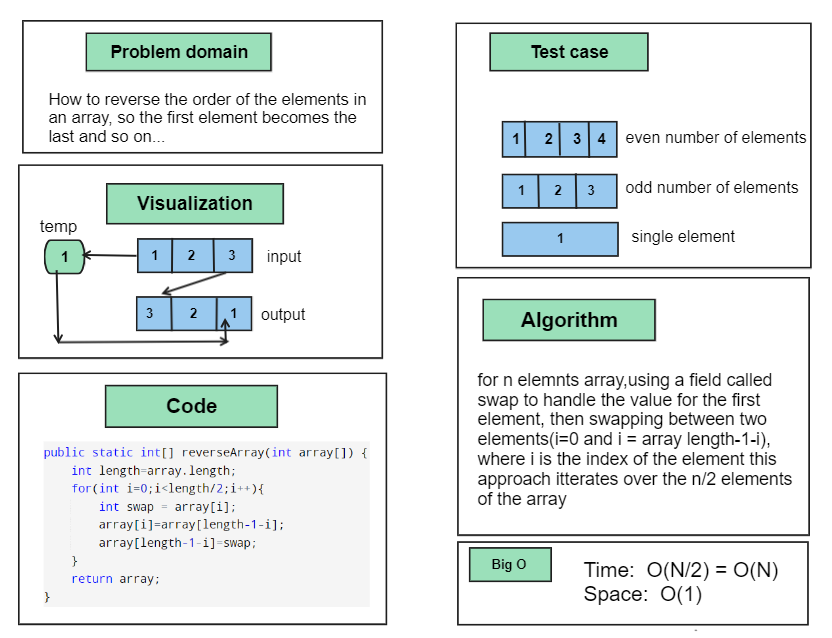 Problem domain
How to reverse the order of the elements in
an array, so the first element becomes the
last and so on...
Visualization
temp
1
1 2 3 input
3 2 1 output
Code
public static int[] reverseArray(int array[]) {
int length=array.length;
for(int i=0;i<length/2;i++){
int swap = array[i];
array[i]=array[length-1-i];
array[length-1-i]=swap;
}
return array;
}
Test case
1 2 3 4 even number of elements
1 2 3 odd number of elements
1 single element
Algorithm
for n elemnts array,using a field called
swap to handle the value for the first
element, then swapping between two
elements(i=0 and i = array length-1-i),
where i is the index of the element this
approach itterates over the n/2 elements
of the array
Big O
Time: O(N/2) = O(N)
Space: O(1)